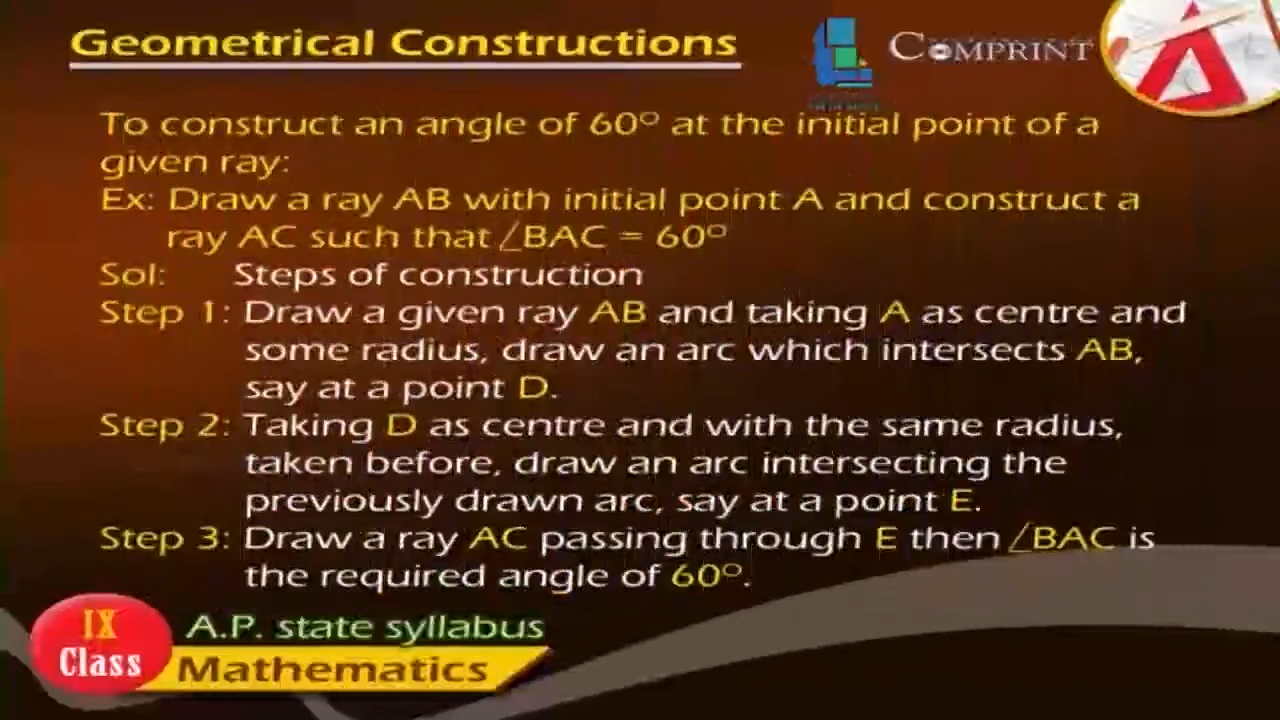 Geometrical Constructions
COMPRINT
To construct an angle of 60º at the initial point of a
given ray:
Ex: Draw a ray AB with initial point A and construct a
ray AC such that ∠BAC = 60º
Sol: Steps of construction
Step 1: Draw a given ray AB and taking A as centre and
some radius, draw an arc which intersects AB,
say at a point D.
Step 2: Taking D as centre and with the same radius,
taken before, draw an arc intersecting the
previously drawn arc, say at a point E.
Step 3: Draw a ray AC passing through E then ∠BAC is
the required angle of 60º.
IX
Class
A.P. state syllabus
Mathematics